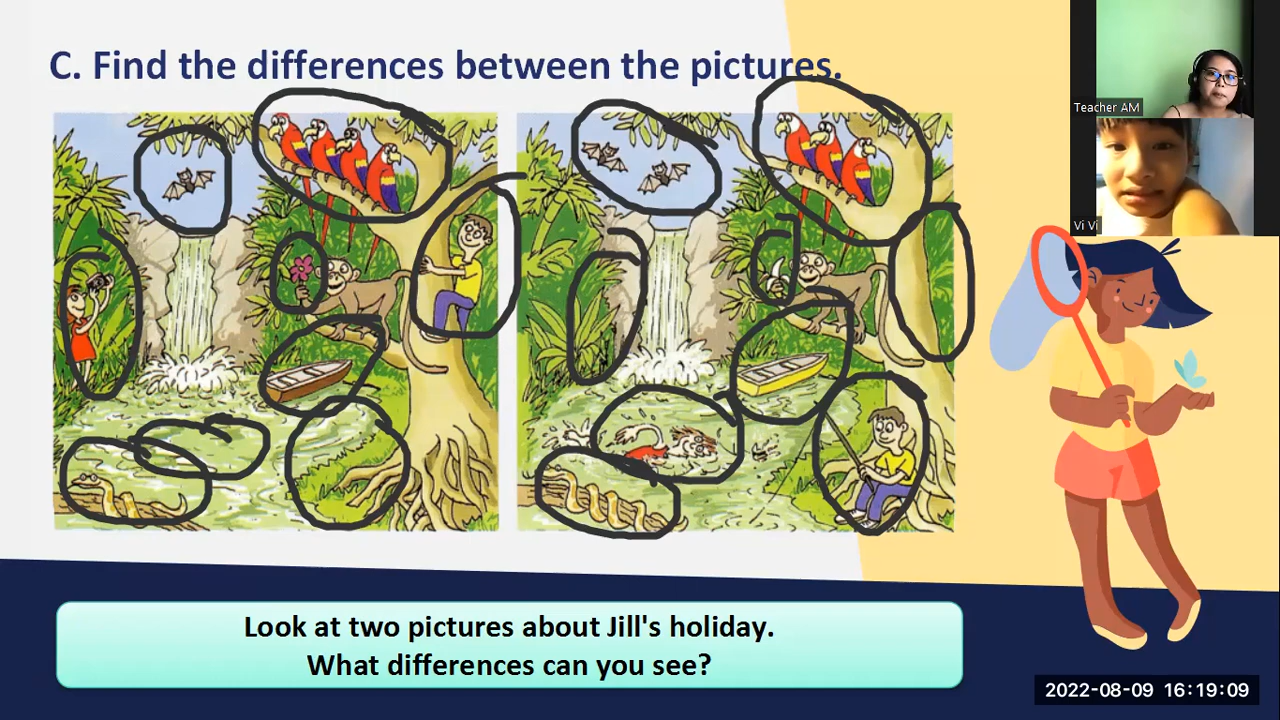 C. Find the differences between the pictures.
Teacher AM
Vi Vi
Look at two pictures about Jill's holiday.
What differences can you see?
2022-08-09 16:19:09